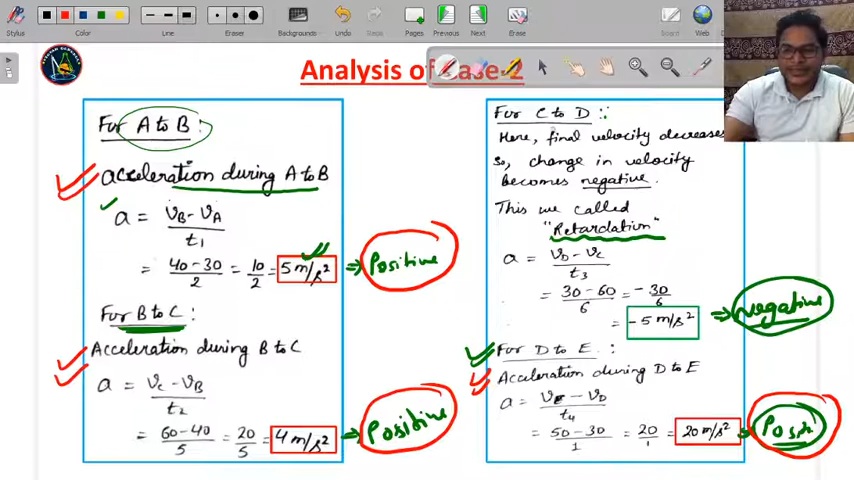 Stylus
Eraser
Backgrounds
Undo
Redo
Pages
Previous
Next
Erase
Board
Web
Analysis of Case-2
For A to B :
acceleration during A to B
a = VB - VA
t1
= 40-30 = 10 = 5 m/s² ⇒ Positive
2 2
For B to C :
Acceleration during B to C
a = VC - VB
t2
= 60-40 = 20 = 4 m/s² ⇒ Positive
5 5
For C to D :
Here, final velocity decreases
So, change in velocity
becomes negative.
This we called
"Retardation"
a = VD - VC
t3
= 30-60 = -30
6 6
= -5 m/s² ⇒ negative
For D to E :
Acceleration during D to E
a = VE - VD
t4
= 50-30 = 20 = 20 m/s² ⇒ Positi
1 1